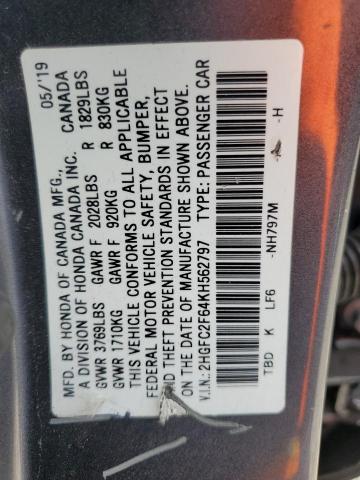 MFD. BY HONDA OF CANADA MFG., 05/'19
A DIVISION OF HONDA CANADA INC. CANADA
GVWR 3769LBS GAWR F 2028LBS R 1829LBS
GVWR 1710KG GAWR F 920KG R 830KG
THIS VEHICLE CONFORMS TO ALL APPLICABLE
FEDERAL MOTOR VEHICLE SAFETY, BUMPER,
AND THEFT PREVENTION STANDARDS IN EFFECT
ON THE DATE OF MANUFACTURE SHOWN ABOVE.
V.I.N.: 2HGFC2F64KH562797 TYPE: PASSENGER CAR
TBD K LF6 -NH797M -A- -H